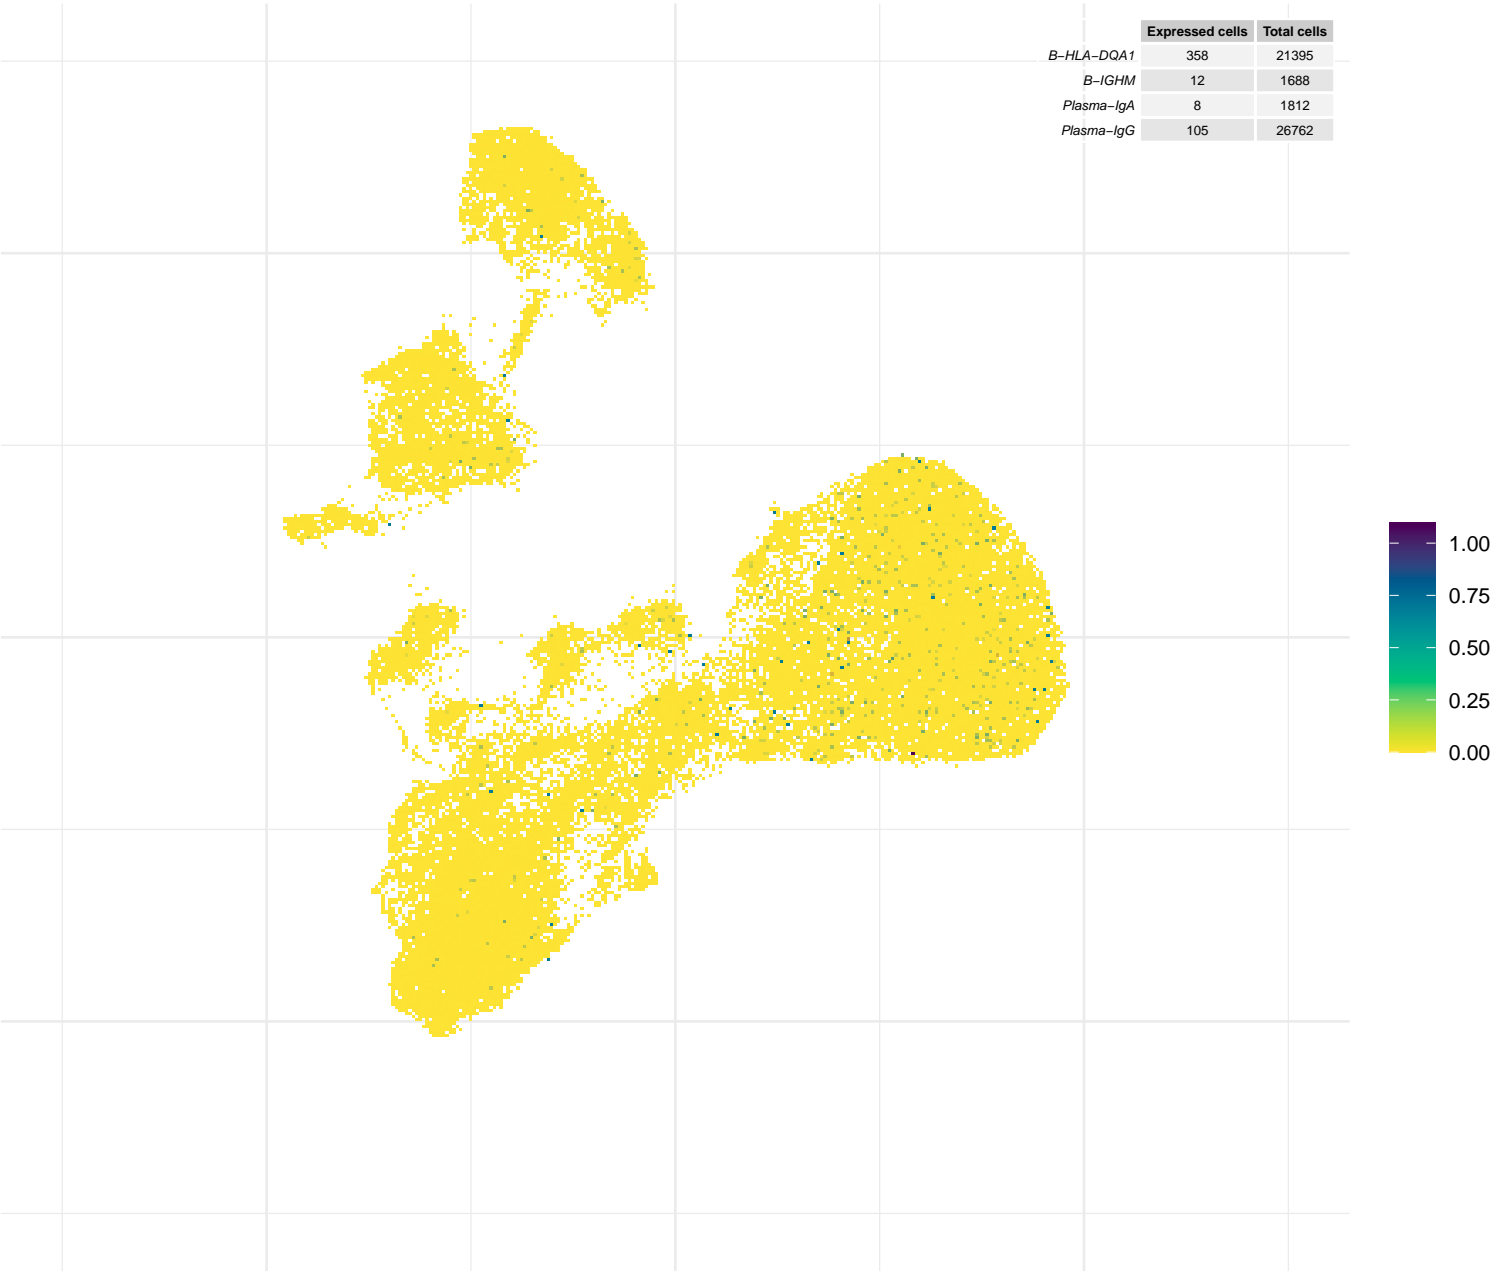 Expressed cells Total cells
B−HLA−DQA1 358 21395
B−IGHM 12 1688
Plasma−IgA 8 1812
Plasma−IgG 105 26762
1.00
0.75
0.50
0.25
0.00